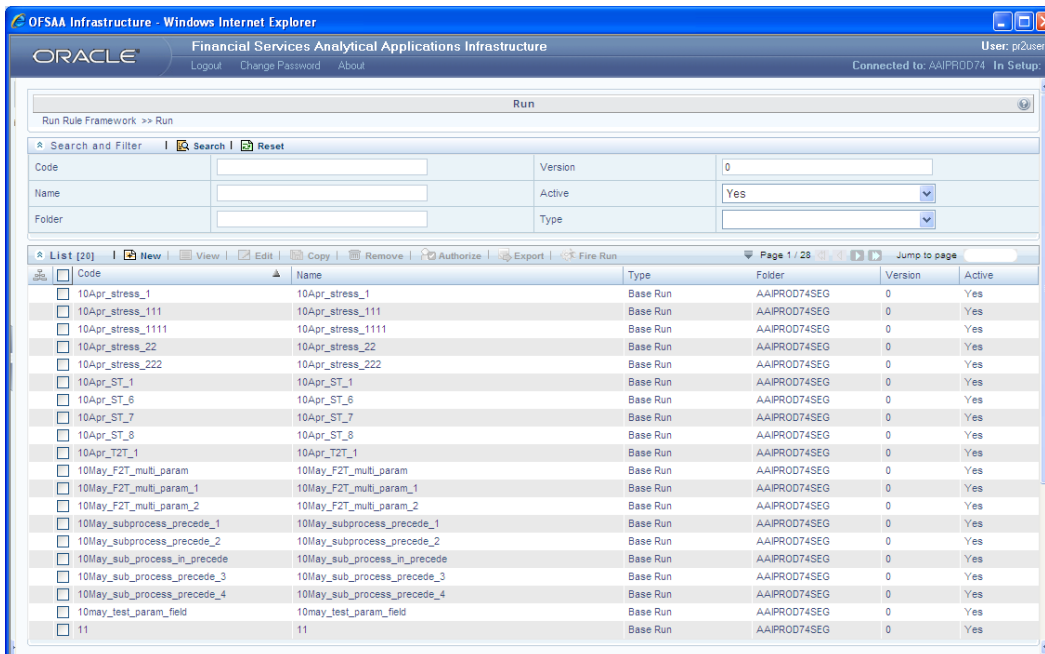 OFSAA Infrastructure - Windows Internet Explorer
ORACLE Financial Services Analytical Applications Infrastructure User: pr2user
Logout Change Password About Connected to: AAIPROD74 In Setup:
Run
Run Rule Framework >> Run
Search and Filter | Search | Reset
Code Version 0
Name Active Yes
Folder Type
List [20] | New | View | Edit | Copy | Remove | Authorize | Export | Fire Run Page 1 / 28 Jump to page
Code Name Type Folder Version Active
10Apr_stress_1 10Apr_stress_1 Base Run AAIPROD74SEG 0 Yes
10Apr_stress_111 10Apr_stress_111 Base Run AAIPROD74SEG 0 Yes
10Apr_stress_1111 10Apr_stress_1111 Base Run AAIPROD74SEG 0 Yes
10Apr_stress_22 10Apr_stress_22 Base Run AAIPROD74SEG 0 Yes
10Apr_stress_222 10Apr_stress_222 Base Run AAIPROD74SEG 0 Yes
10Apr_ST_1 10Apr_ST_1 Base Run AAIPROD74SEG 0 Yes
10Apr_ST_6 10Apr_ST_6 Base Run AAIPROD74SEG 0 Yes
10Apr_ST_7 10Apr_ST_7 Base Run AAIPROD74SEG 0 Yes
10Apr_ST_8 10Apr_ST_8 Base Run AAIPROD74SEG 0 Yes
10Apr_T2T_1 10Apr_T2T_1 Base Run AAIPROD74SEG 0 Yes
10May_F2T_multi_param 10May_F2T_multi_param Base Run AAIPROD74SEG 0 Yes
10May_F2T_multi_param_1 10May_F2T_multi_param_1 Base Run AAIPROD74SEG 0 Yes
10May_F2T_multi_param_2 10May_F2T_multi_param_2 Base Run AAIPROD74SEG 0 Yes
10May_subprocess_precede_1 10May_subprocess_precede_1 Base Run AAIPROD74SEG 0 Yes
10May_subprocess_precede_2 10May_subprocess_precede_2 Base Run AAIPROD74SEG 0 Yes
10May_sub_process_in_precede 10May_sub_process_in_precede Base Run AAIPROD74SEG 0 Yes
10May_sub_process_precede_3 10May_sub_process_precede_3 Base Run AAIPROD74SEG 0 Yes
10May_sub_process_precede_4 10May_sub_process_precede_4 Base Run AAIPROD74SEG 0 Yes
10may_test_param_field 10may_test_param_field Base Run AAIPROD74SEG 0 Yes
11 11 Base Run AAIPROD74SEG 0 Yes